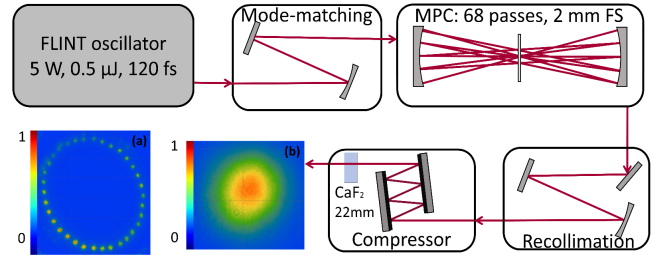 Mode-matching
MPC: 68 passes, 2 mm FS
FLINT oscillator
5 W, 0.5 µJ, 120 fs
1
(a)
0
1
(b)
0
CaF₂
22mm
Compressor
Recollimation